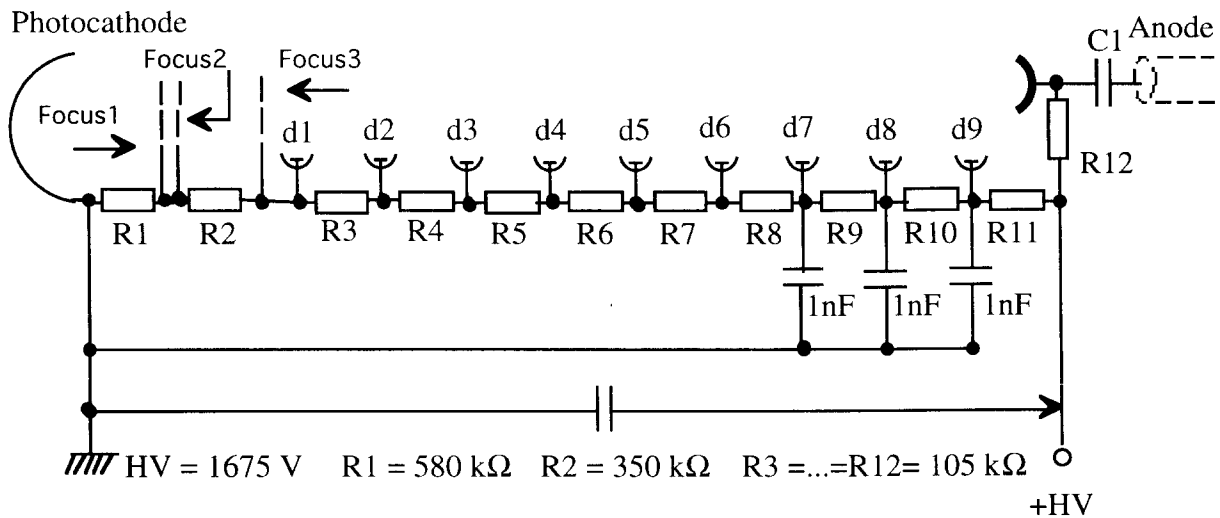 Photocathode
Anode
C1
Focus2
Focus3
Focus1
d1 d2 d3 d4 d5 d6 d7 d8 d9
R12
R1 R2 R3 R4 R5 R6 R7 R8 R9 R10 R11
1nF 1nF 1nF
HV = 1675 V R1 = 580 kΩ R2 = 350 kΩ R3 =...=R12= 105 kΩ
+HV